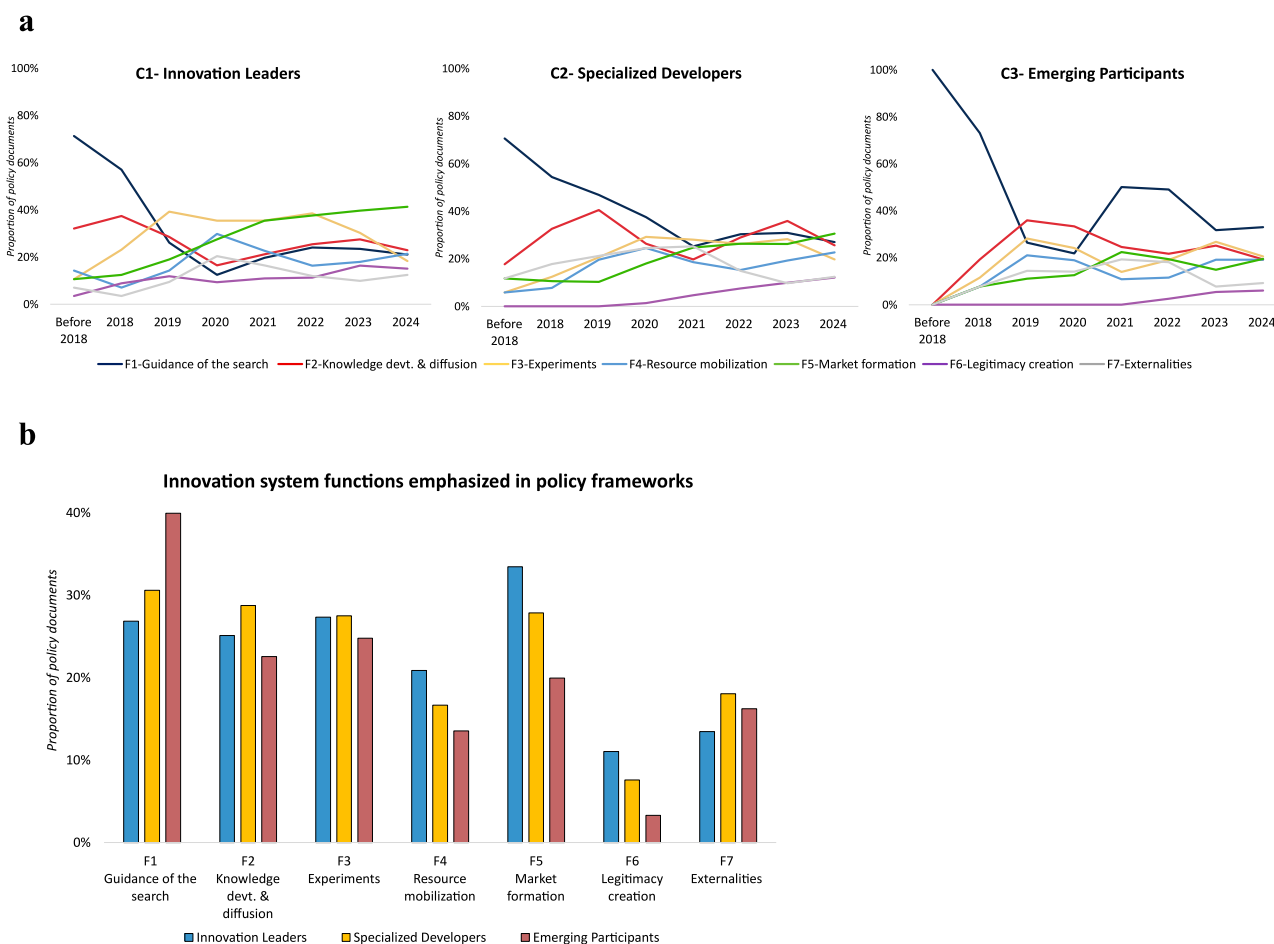 a
C1- Innovation Leaders
Proportion of policy documents
100%
80%
60%
40%
20%
0%
Before 2018
2018
2019
2020
2021
2022
2023
2024
C2- Specialized Developers
Proportion of policy documents
100%
80%
60%
40%
20%
0%
Before 2018
2018
2019
2020
2021
2022
2023
2024
C3- Emerging Participants
Proportion of policy documents
100%
80%
60%
40%
20%
0%
Before 2018
2018
2019
2020
2021
2022
2023
2024
F1-Guidance of the search F2-Knowledge devt. & diffusion F3-Experiments F4-Resource mobilization F5-Market formation F6-Legitimacy creation F7-Externalities
b
Innovation system functions emphasized in policy frameworks
Proportion of policy documents
40%
30%
20%
10%
0%
F1
Guidance of the
search
F2
Knowledge
devt. &
diffusion
F3
Experiments
F4
Resource
mobilization
F5
Market
formation
F6
Legitimacy
creation
F7
Externalities
Innovation Leaders Specialized Developers Emerging Participants